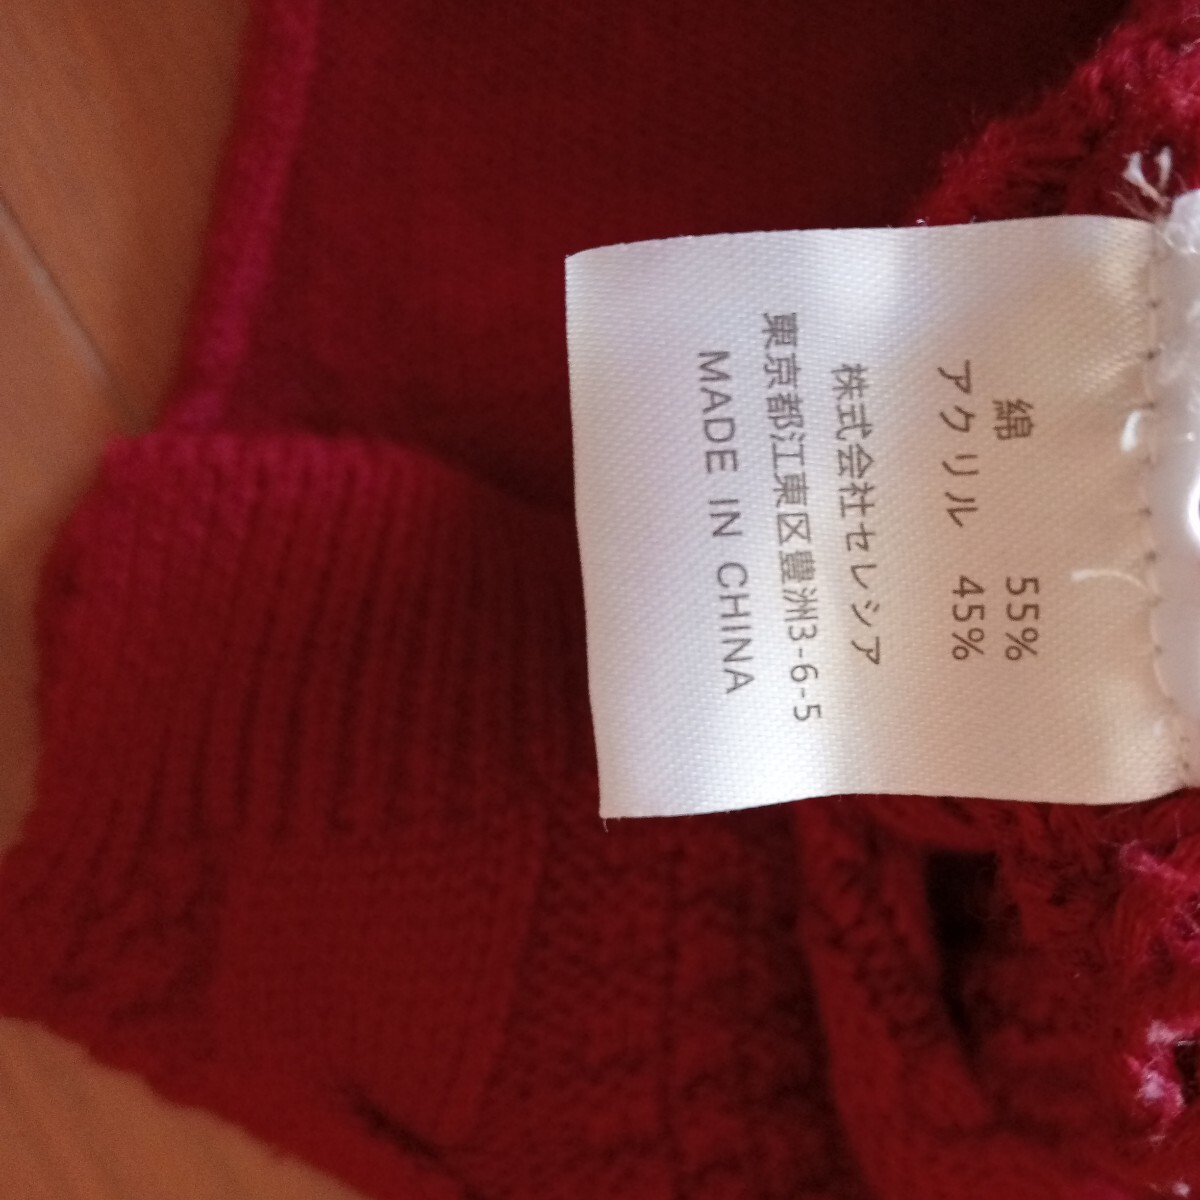 綿 55%
アクリル 45%
株式会社セレシア
東京都江東区豊洲3-6-5
MADE IN CHINA